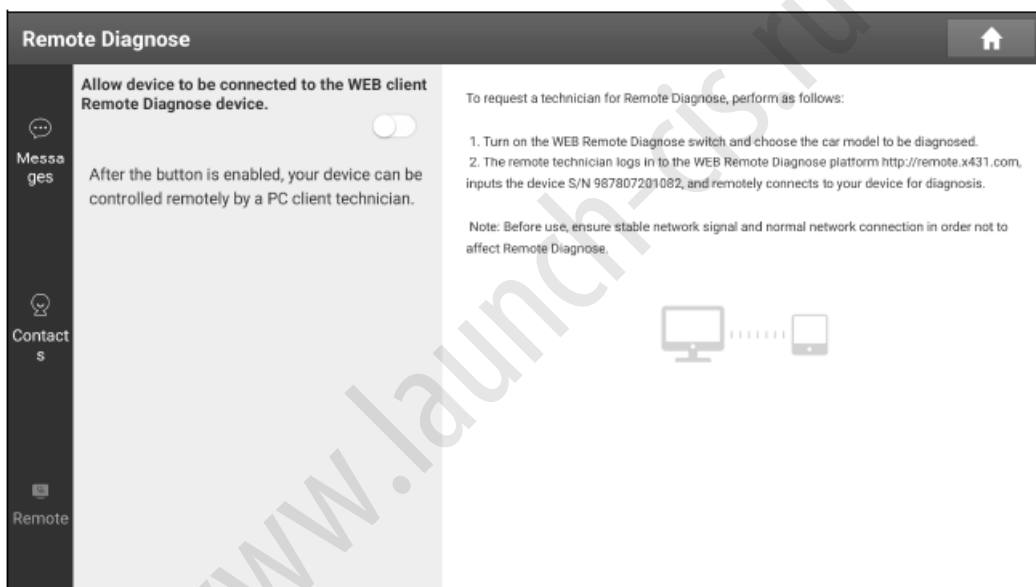 Remote Diagnose
Messa
ges
Contact
s
Remote
Allow device to be connected to the WEB client
Remote Diagnose device.
After the button is enabled, your device can be
controlled remotely by a PC client technician.
To request a technician for Remote Diagnose, perform as follows:
1. Turn on the WEB Remote Diagnose switch and choose the car model to be diagnosed.
2. The remote technician logs in to the WEB Remote Diagnose platform http://remote.x431.com,
inputs the device S/N 987807201082, and remotely connects to your device for diagnosis.
Note: Before use, ensure stable network signal and normal network connection in order not to
affect Remote Diagnose.
www.launch-cis.ru